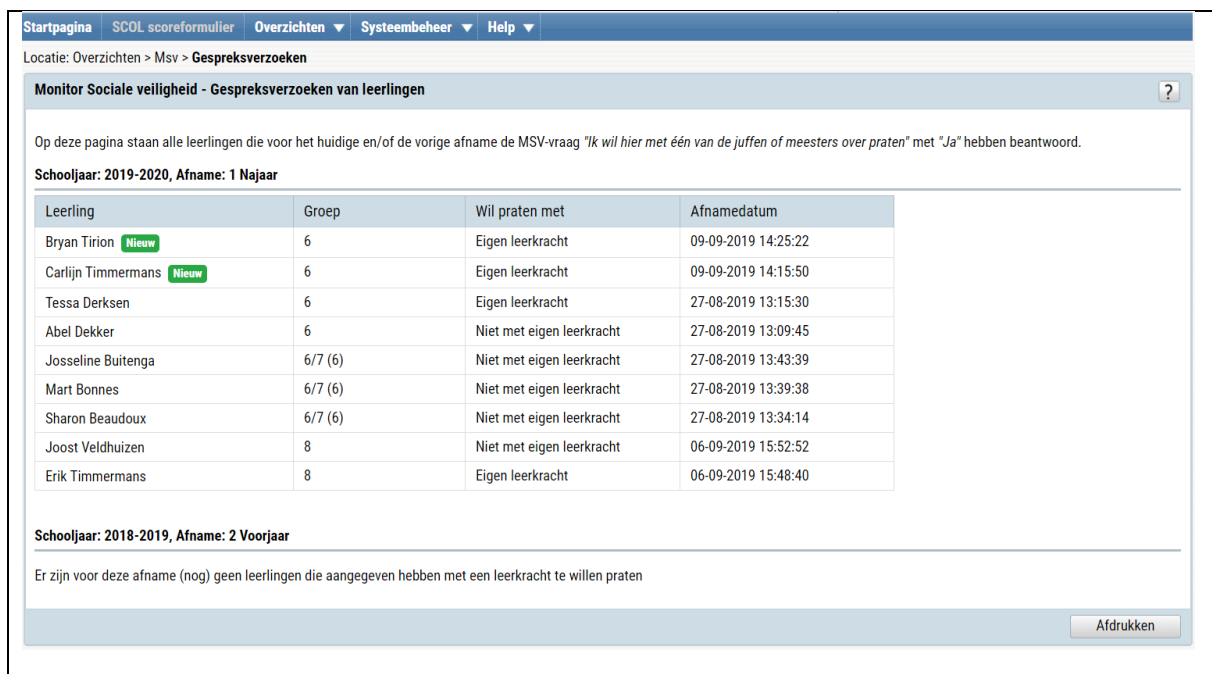 Startpagina SCOL scoreformulier Overzichten ▼ Systeembeheer ▼ Help ▼
Locatie: Overzichten > Msv > Gespreksverzoeken
Monitor Sociale veiligheid - Gespreksverzoeken van leerlingen ?
Op deze pagina staan alle leerlingen die voor het huidige en/of de vorige afname de MSV-vraag "Ik wil hier met één van de juffen of meesters over praten" met "Ja" hebben beantwoord.
Schooljaar: 2019-2020, Afname: 1 Najaar
Leerling Groep Wil praten met Afnamedatum
Bryan Tirion Nieuw 6 Eigen leerkracht 09-09-2019 14:25:22
Carlijn Timmermans Nieuw 6 Eigen leerkracht 09-09-2019 14:15:50
Tessa Derksen 6 Eigen leerkracht 27-08-2019 13:15:30
Abel Dekker 6 Niet met eigen leerkracht 27-08-2019 13:09:45
Josseline Buitenga 6/7 (6) Niet met eigen leerkracht 27-08-2019 13:43:39
Mart Bonnes 6/7 (6) Niet met eigen leerkracht 27-08-2019 13:39:38
Sharon Beaudoux 6/7 (6) Niet met eigen leerkracht 27-08-2019 13:34:14
Joost Veldhuizen 8 Niet met eigen leerkracht 06-09-2019 15:52:52
Erik Timmermans 8 Eigen leerkracht 06-09-2019 15:48:40
Schooljaar: 2018-2019, Afname: 2 Voorjaar
Er zijn voor deze afname (nog) geen leerlingen die aangegeven hebben met een leerkracht te willen praten
Afdrukken